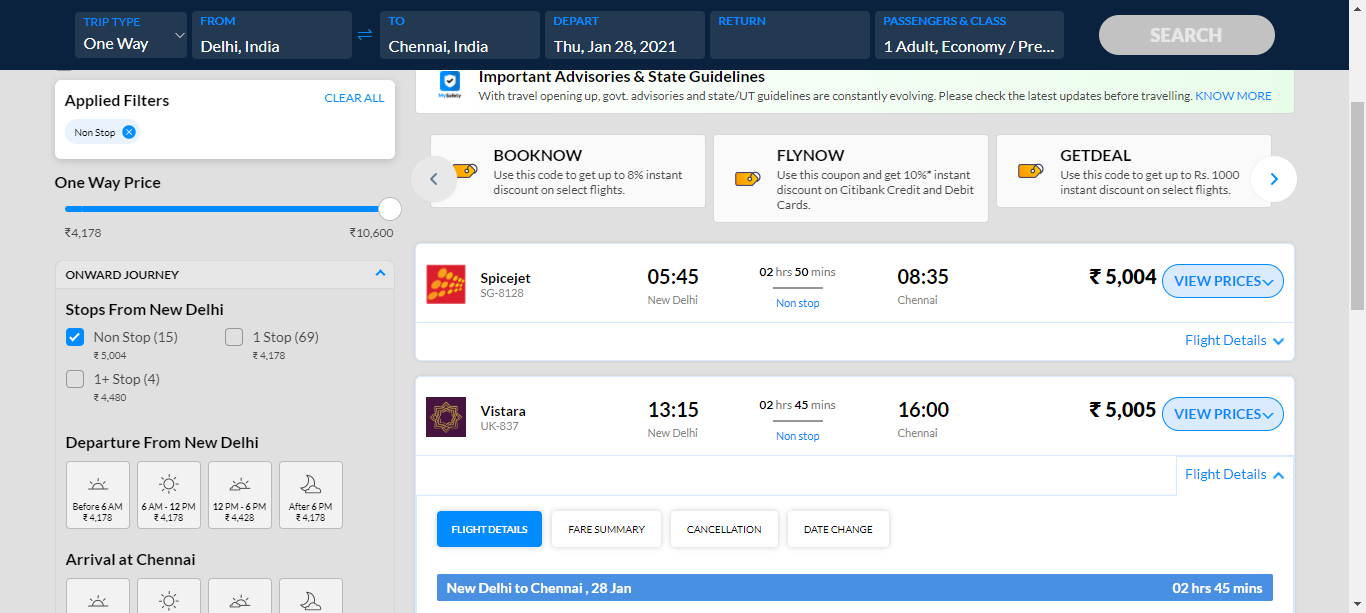 TRIP TYPE
One Way
FROM
Delhi, India
TO
Chennai, India
DEPART
Thu, Jan 28, 2021
RETURN
PASSENGERS & CLASS
1 Adult, Economy / Pre...
SEARCH
Applied Filters
CLEAR ALL
Non Stop
One Way Price
₹4,178
₹10,600
ONWARD JOURNEY
Stops From New Delhi
Non Stop (15)
₹ 5,004
1 Stop (69)
₹ 4,178
1+ Stop (4)
₹ 4,480
Departure From New Delhi
Before 6 AM
₹ 4,178
6 AM - 12 PM
₹ 4,178
12 PM - 6 PM
₹ 4,428
After 6 PM
₹ 4,178
Arrival at Chennai
MySafety
Important Advisories & State Guidelines
With travel opening up, govt. advisories and state/UT guidelines are constantly evolving. Please check the latest updates before travelling. KNOW MORE
BOOKNOW
Use this code to get up to 8% instant
discount on select flights.
FLYNOW
Use this coupon and get 10%* instant
discount on Citibank Credit and Debit
Cards.
GETDEAL
Use this code to get up to Rs. 1000
instant discount on select flights.
Spicejet
SG-8128
05:45
New Delhi
02 hrs 50 mins
Non stop
08:35
Chennai
₹ 5,004
VIEW PRICES
Flight Details
Vistara
UK-837
13:15
New Delhi
02 hrs 45 mins
Non stop
16:00
Chennai
₹ 5,005
VIEW PRICES
Flight Details
FLIGHT DETAILS
FARE SUMMARY
CANCELLATION
DATE CHANGE
New Delhi to Chennai , 28 Jan
02 hrs 45 mins